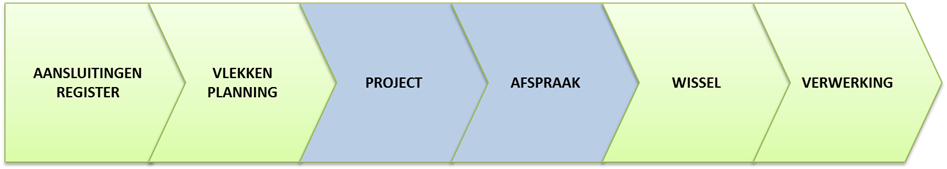 AANSLUITINGEN
REGISTER
VLEKKEN
PLANNING
PROJECT
AFSPRAAK
WISSEL
VERWERKING